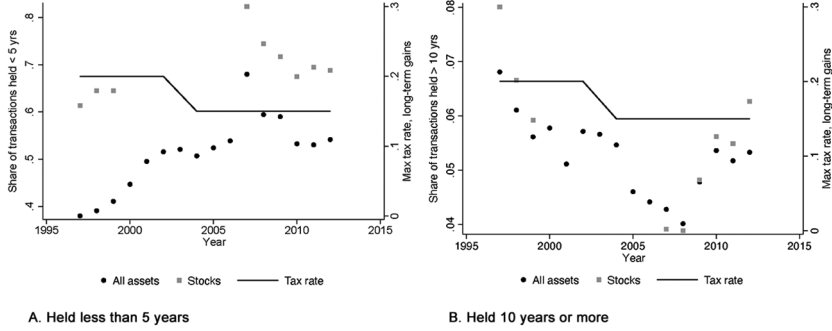 .8
.7
.6
.5
.4
Share of transactions held < 5 yrs
.3
.2
.1
0
Max tax rate, long-term gains
1995 2000 2005 2010 2015
Year
All assets Stocks Tax rate
A. Held less than 5 years
.08
.07
.06
.05
.04
Share of transactions held > 10 yrs
.3
.2
.1
0
Max tax rate, long-term gains
1995 2000 2005 2010 2015
Year
All assets Stocks Tax rate
B. Held 10 years or more